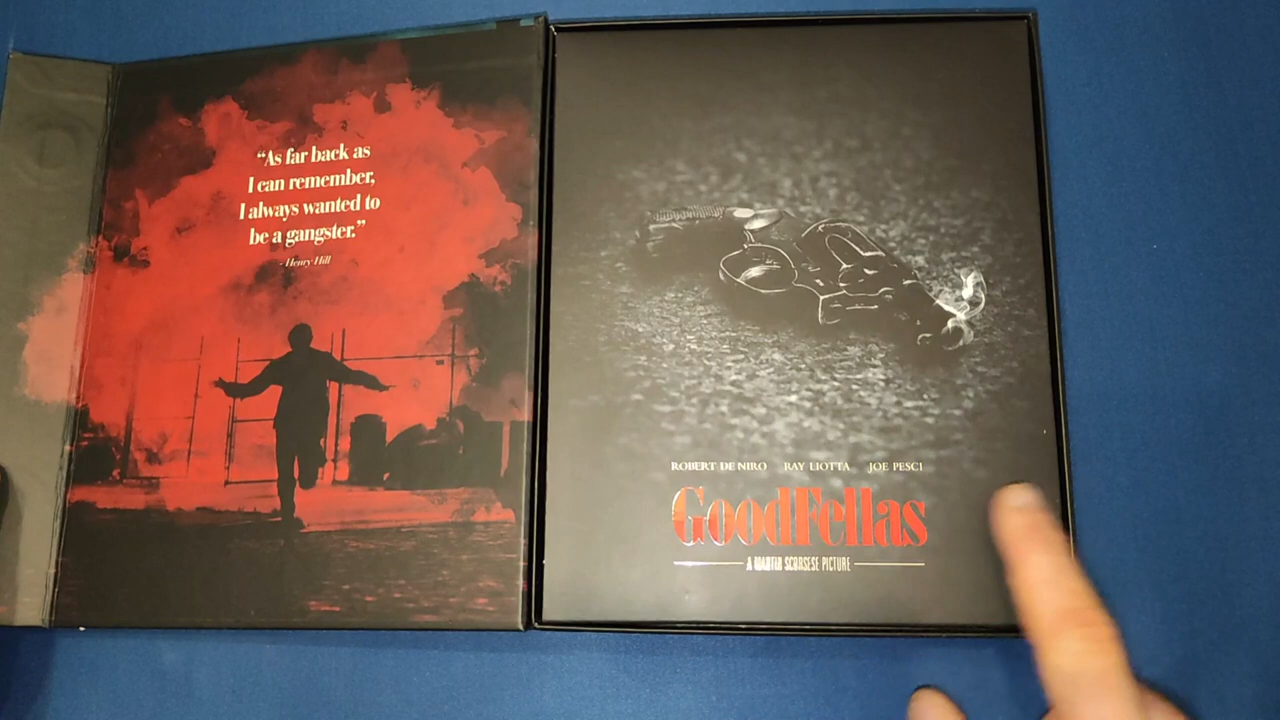 “As far back as
I can remember,
I always wanted to
be a gangster.”
- Henry Hill
ROBERT DE NIRO RAY LIOTTA JOE PESCI
GoodFellas
A MARTIN SCORSESE PICTURE